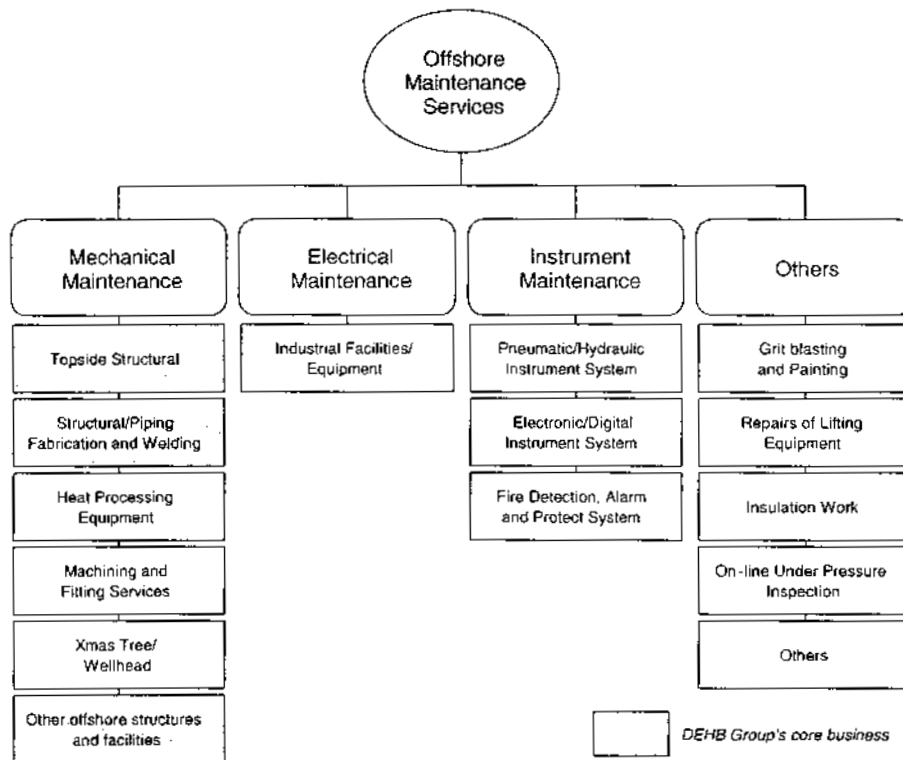 Offshore
Maintenance
Services
Mechanical
Maintenance
Electrical
Maintenance
Instrument
Maintenance
Others
Topside Structural
Structural/Piping
Fabrication and Welding
Heat Processing
Equipment
Machining and
Fitting Services
Xmas Tree/
Wellhead
Other offshore structures
and facilities
Industrial Facilities/
Equipment
Pneumatic/Hydraulic
Instrument System
Electronic/Digital
Instrument System
Fire Detection, Alarm
and Protect System
Grit blasting
and Painting
Repairs of Lifting
Equipment
Insulation Work
On-line Under Pressure
Inspection
Others
DEHB Group's core business